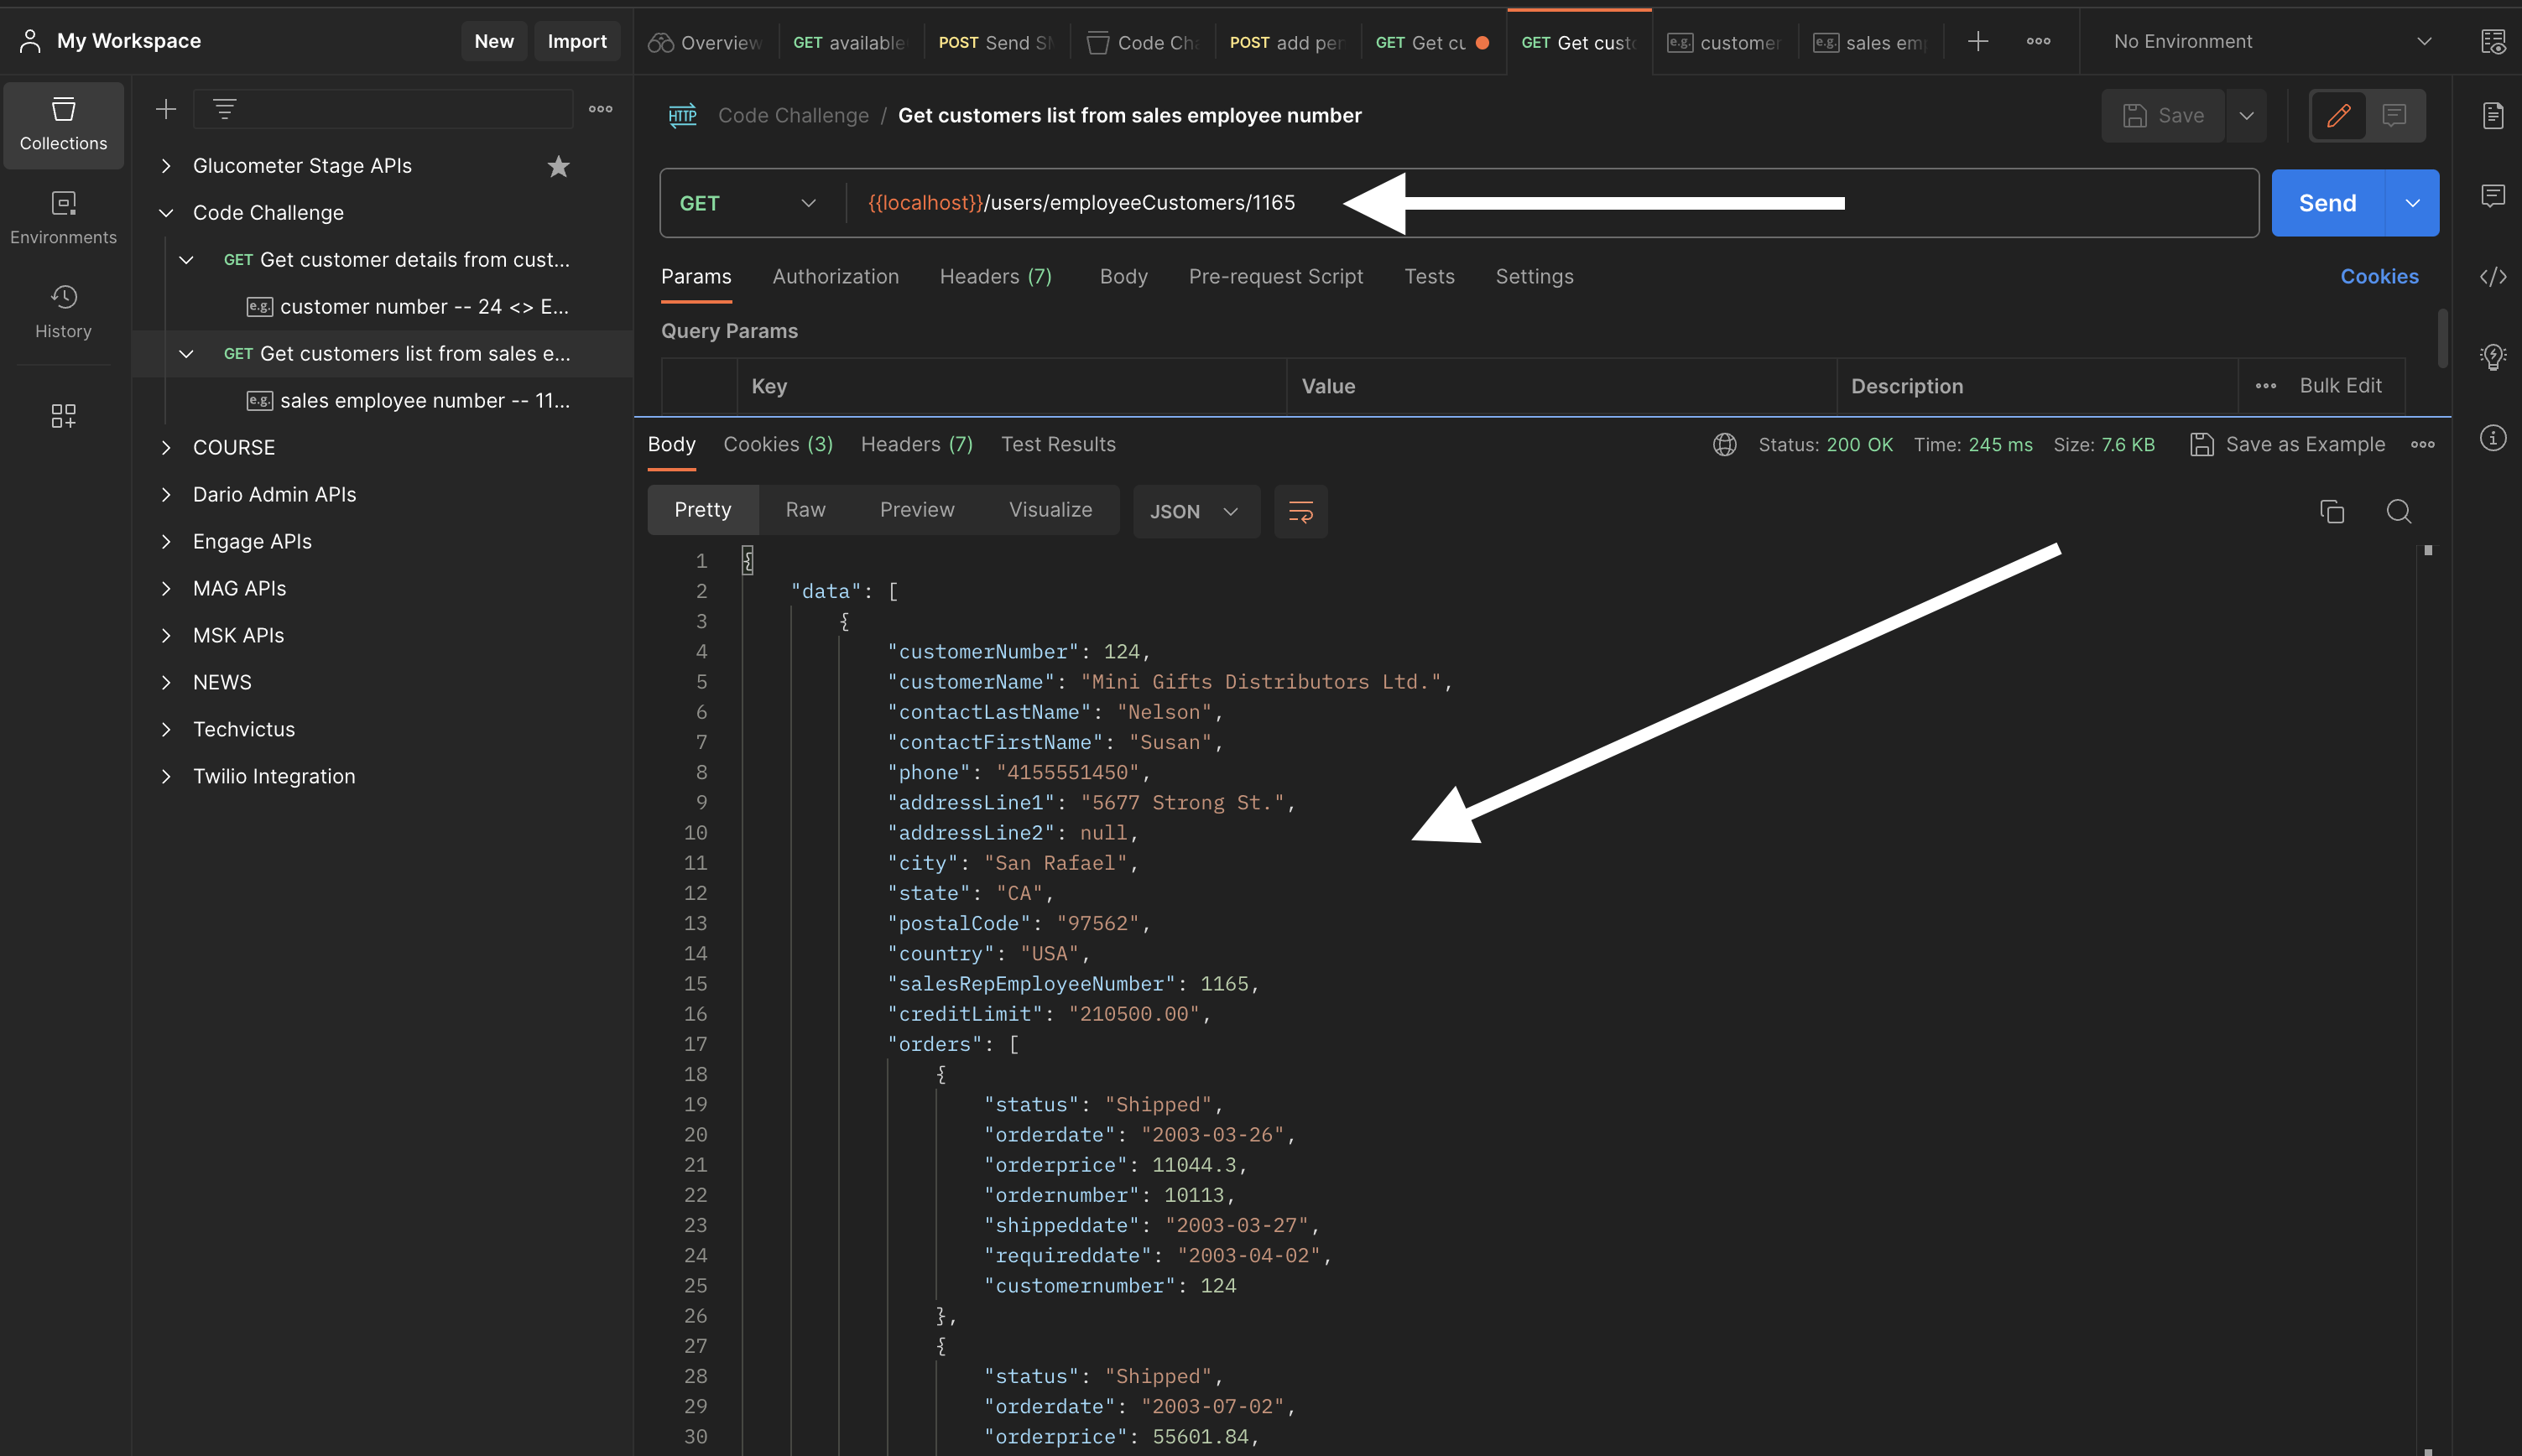 My Workspace
New
Import
Overview
GET available
POST Send SM
Code Cha
POST add per
GET Get cu
GET Get custo
e.g. customer
e.g. sales emp
No Environment
Collections
Environments
History
Glucometer Stage APIs
Code Challenge
GET Get customer details from cust...
e.g. customer number -- 24 <> E...
GET Get customers list from sales e...
e.g. sales employee number -- 11...
COURSE
Dario Admin APIs
Engage APIs
MAG APIs
MSK APIs
NEWS
Techvictus
Twilio Integration
HTTP Code Challenge / Get customers list from sales employee number
Save
GET {{localhost}}/users/employeeCustomers/1165
Send
Params Authorization Headers (7) Body Pre-request Script Tests Settings Cookies
Query Params
Key Value Description Bulk Edit
Body Cookies (3) Headers (7) Test Results Status: 200 OK Time: 245 ms Size: 7.6 KB Save as Example
Pretty Raw Preview Visualize JSON
1 {
2 "data": [
3 {
4 "customerNumber": 124,
5 "customerName": "Mini Gifts Distributors Ltd.",
6 "contactLastName": "Nelson",
7 "contactFirstName": "Susan",
8 "phone": "4155551450",
9 "addressLine1": "5677 Strong St.",
10 "addressLine2": null,
11 "city": "San Rafael",
12 "state": "CA",
13 "postalCode": "97562",
14 "country": "USA",
15 "salesRepEmployeeNumber": 1165,
16 "creditLimit": "210500.00",
17 "orders": [
18 {
19 "status": "Shipped",
20 "orderdate": "2003-03-26",
21 "orderprice": 11044.3,
22 "ordernumber": 10113,
23 "shippeddate": "2003-03-27",
24 "requireddate": "2003-04-02",
25 "customernumber": 124
26 },
27 {
28 "status": "Shipped",
29 "orderdate": "2003-07-02",
30 "orderprice": 55601.84,